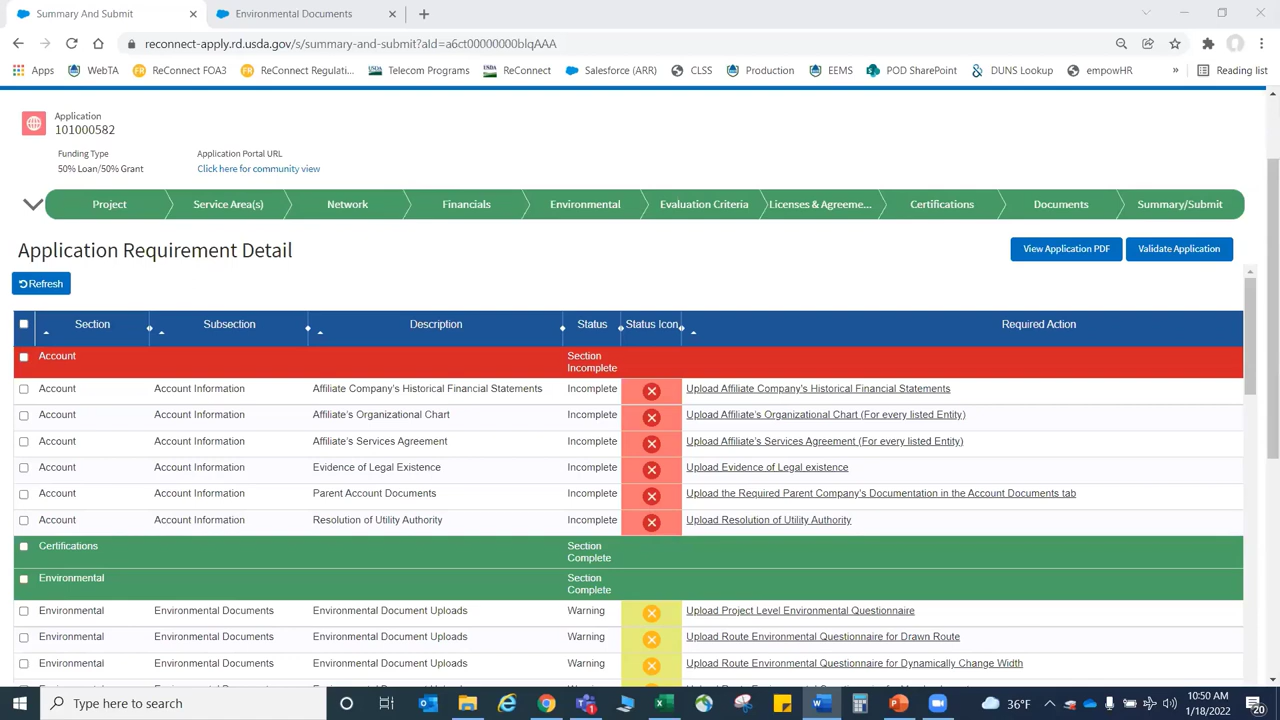 Summary And Submit
Environmental Documents
reconnect-apply.rd.usda.gov/s/summary-and-submit?aId=a6ct00000000blqAAA
Apps WebTA ReConnect FOA3 ReConnect Regulati... Telecom Programs ReConnect Salesforce (ARR) CLSS Production EEMS POD SharePoint DUNS Lookup empowHR » Reading list
Application
101000582
Funding Type Application Portal URL
50% Loan/50% Grant Click here for community view
Project Service Area(s) Network Financials Environmental Evaluation Criteria Licenses & Agreeme... Certifications Documents Summary/Submit
Application Requirement Detail
View Application PDF Validate Application
Refresh
Section Subsection Description Status Status Icon Required Action
Account Section
Incomplete
Account Account Information Affiliate Company's Historical Financial Statements Incomplete Upload Affiliate Company's Historical Financial Statements
Account Account Information Affiliate's Organizational Chart Incomplete Upload Affiliate's Organizational Chart (For every listed Entity)
Account Account Information Affiliate's Services Agreement Incomplete Upload Affiliate's Services Agreement (For every listed Entity)
Account Account Information Evidence of Legal Existence Incomplete Upload Evidence of Legal existence
Account Account Information Parent Account Documents Incomplete Upload the Required Parent Company's Documentation in the Account Documents tab
Account Account Information Resolution of Utility Authority Incomplete Upload Resolution of Utility Authority
Certifications Section
Complete
Environmental Section
Complete
Environmental Environmental Documents Environmental Document Uploads Warning Upload Project Level Environmental Questionnaire
Environmental Environmental Documents Environmental Document Uploads Warning Upload Route Environmental Questionnaire for Drawn Route
Environmental Environmental Documents Environmental Document Uploads Warning Upload Route Environmental Questionnaire for Dynamically Change Width
Type here to search
36°F
10:50 AM
1/18/2022
20